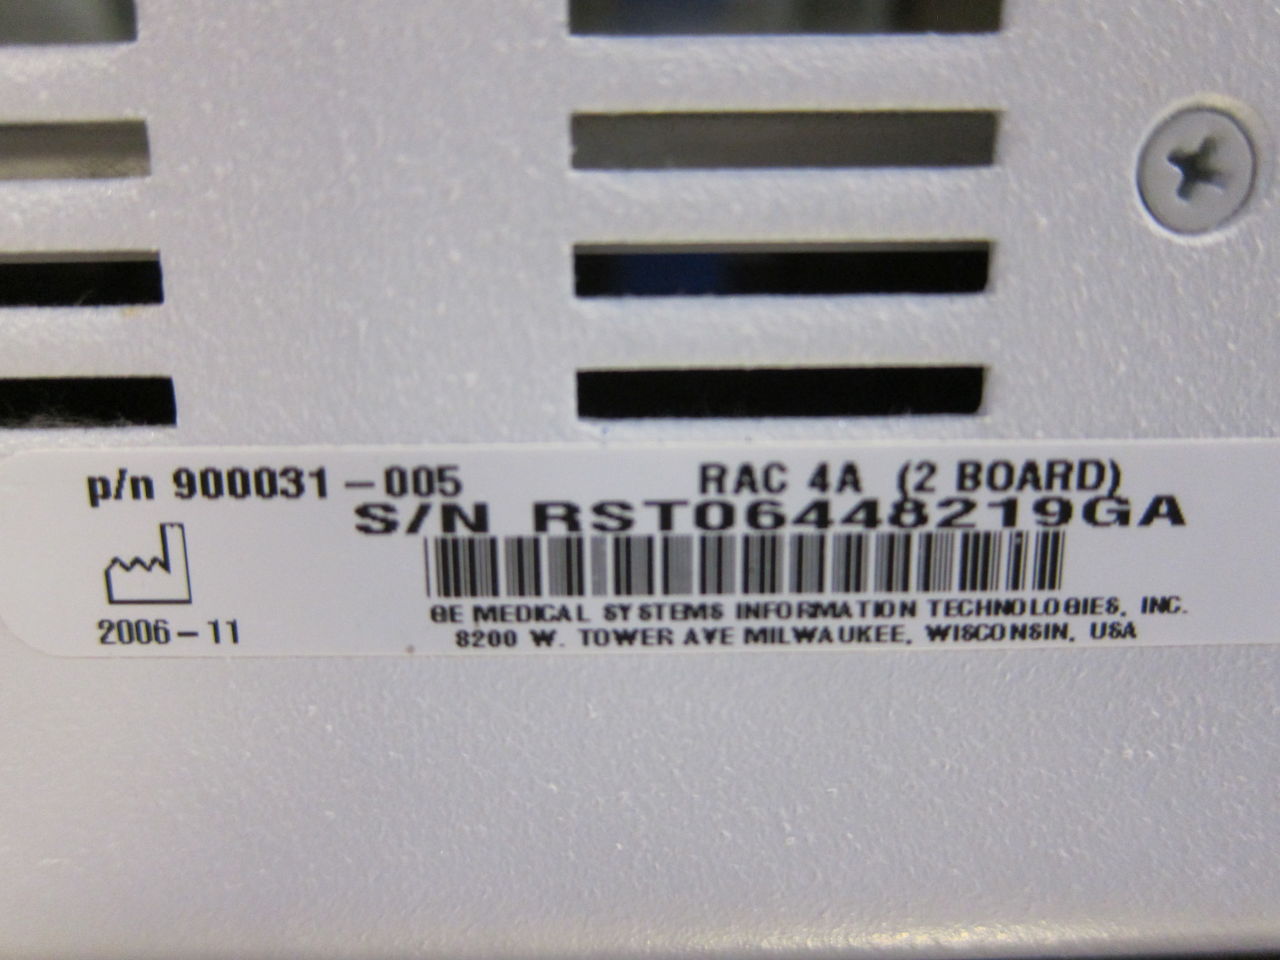 p/n 900031-005 RAC 4A (2 BOARD)
S/N RST06448219GA
2006-11
GE MEDICAL SYSTEMS INFORMATION TECHNOLOGIES, INC.
8200 W. TOWER AVE MILWAUKEE, WISCONSIN, USA